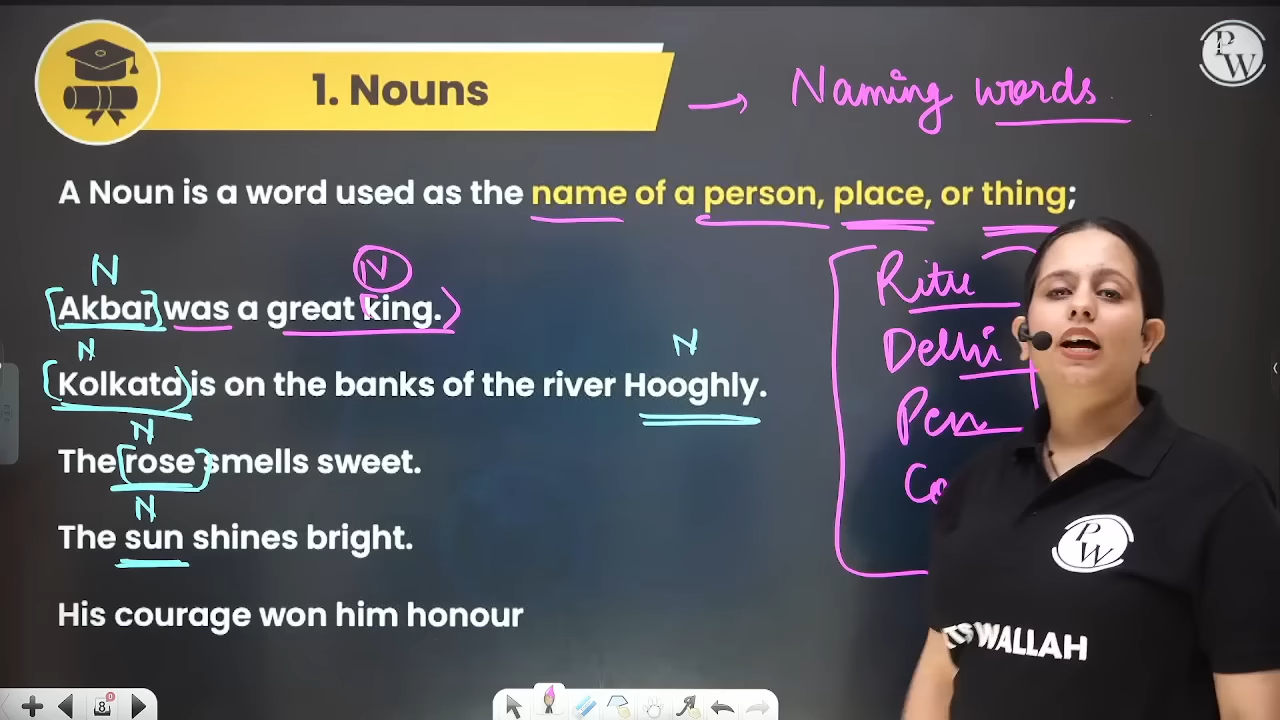 1. Nouns
→ Naming words
PW
A Noun is a word used as the name of a person, place, or thing;
N
N
Akbar was a great king.
N
N
Kolkata is on the banks of the river Hooghly.
N
The rose smells sweet.
N
The sun shines bright.
His courage won him honour
Ritu
Delhi
Pen
PW
WALLAH
8
0